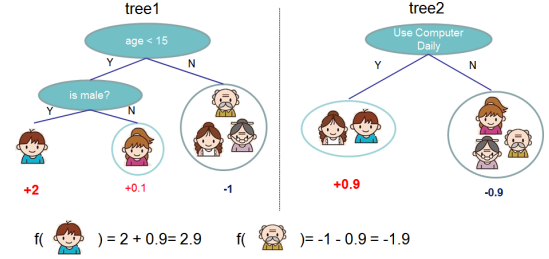 tree1
age < 15
Y
N
is male?
Y
N
+2
+0.1
-1
tree2
Use Computer
Daily
Y
N
+0.9
-0.9
f( ) = 2 + 0.9= 2.9
f( )= -1 - 0.9 = -1.9